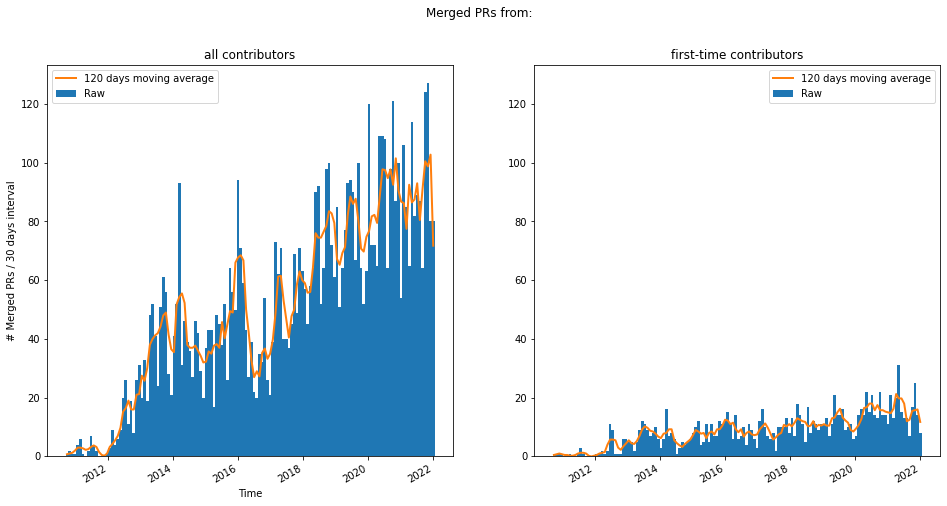 Merged PRs from:
all contributors
120 days moving average
Raw
# Merged PRs / 30 days interval
0
20
40
60
80
100
120
2012
2014
2016
2018
2020
2022
Time
first-time contributors
120 days moving average
Raw
0
20
40
60
80
100
120
2012
2014
2016
2018
2020
2022